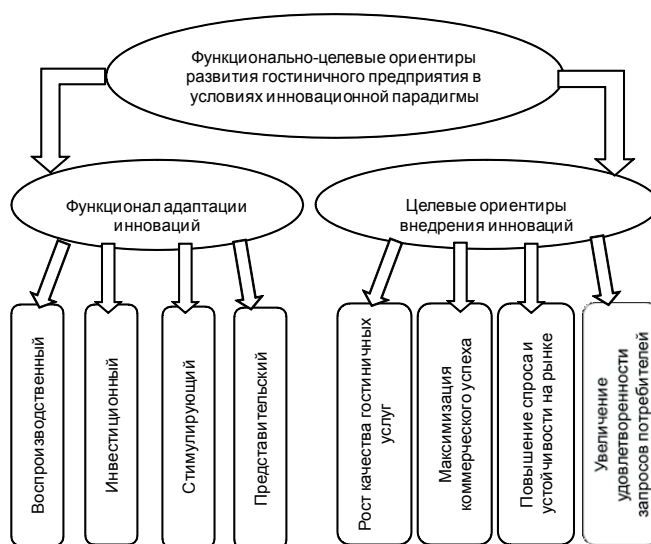 Функционально-целевые ориентиры
развития гостиничного предприятия в
условиях инновационной парадигмы
Функционал адаптации
инноваций
Целевые ориентиры
внедрения инноваций
Воспроизводственный
Инвестиционный
Стимулирующий
Представительский
Рост качества гостиничных
услуг
Максимизация
коммерческого успеха
Повышение спроса и
устойчивости на рынке
Увеличение
удовлетворенности
запросов потребителей